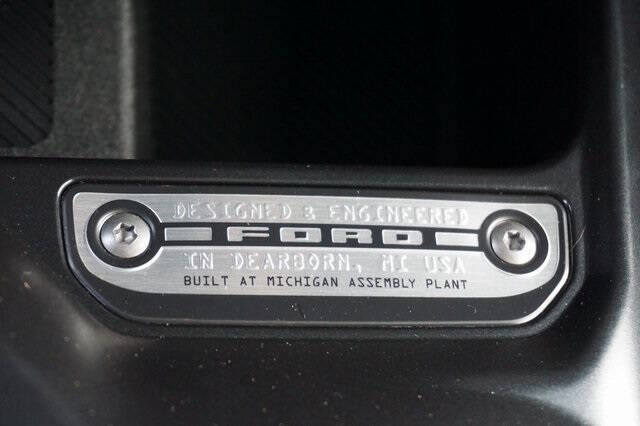 DESIGNED & ENGINEERED
FORD
IN DEARBORN, MI USA
BUILT AT MICHIGAN ASSEMBLY PLANT